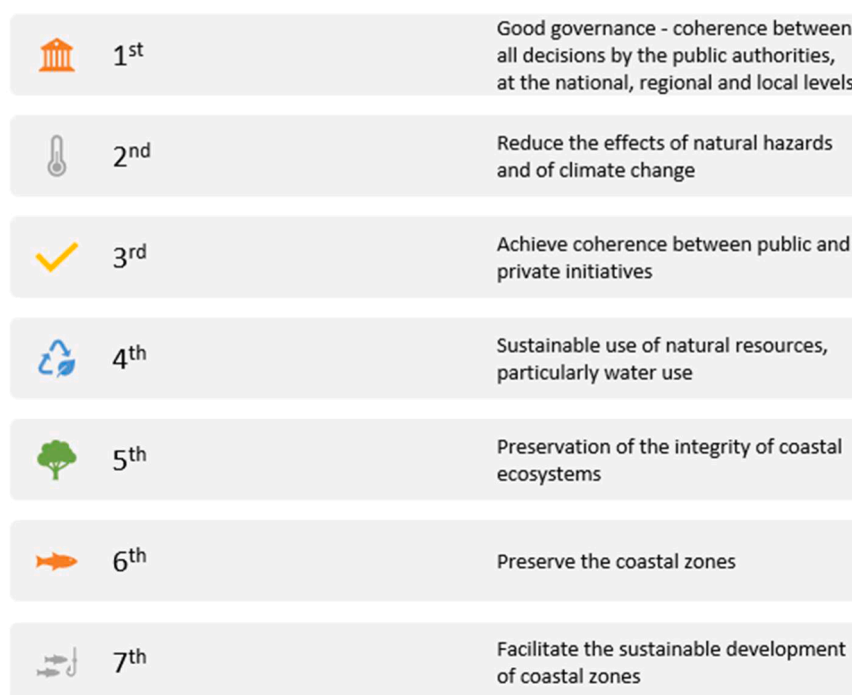 1st
Good governance - coherence between
all decisions by the public authorities,
at the national, regional and local levels
2nd
Reduce the effects of natural hazards
and of climate change
3rd
Achieve coherence between public and
private initiatives
4th
Sustainable use of natural resources,
particularly water use
5th
Preservation of the integrity of coastal
ecosystems
6th
Preserve the coastal zones
7th
Facilitate the sustainable development
of coastal zones